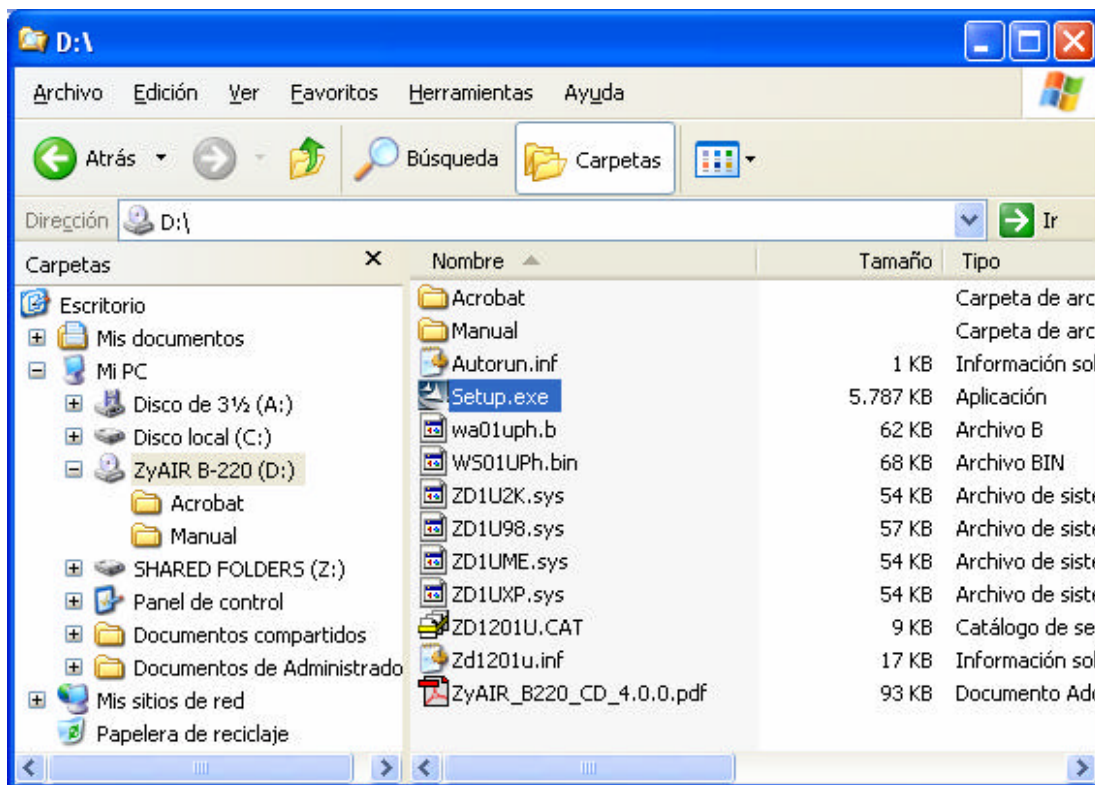 D:\
Archivo Edición Ver Favoritos Herramientas Ayuda
Atrás Búsqueda Carpetas
Dirección D:\ Ir
Carpetas
Escritorio
Mis documentos
Mi PC
Disco de 3½ (A:)
Disco local (C:)
ZyAIR B-220 (D:)
Acrobat
Manual
SHARED FOLDERS (Z:)
Panel de control
Documentos compartidos
Documentos de Administrado
Mis sitios de red
Papelera de reciclaje
Nombre Tamaño Tipo
Acrobat Carpeta de arc
Manual Carpeta de arc
Autorun.inf 1 KB Información sol
Setup.exe 5.787 KB Aplicación
wa01uph.b 62 KB Archivo B
WS01UPh.bin 68 KB Archivo BIN
ZD1U2K.sys 54 KB Archivo de siste
ZD1U98.sys 57 KB Archivo de siste
ZD1UME.sys 54 KB Archivo de siste
ZD1UXP.sys 54 KB Archivo de siste
ZD1201U.CAT 9 KB Catálogo de se
Zd1201u.inf 17 KB Información sol
ZyAIR_B220_CD_4.0.0.pdf 93 KB Documento Ado